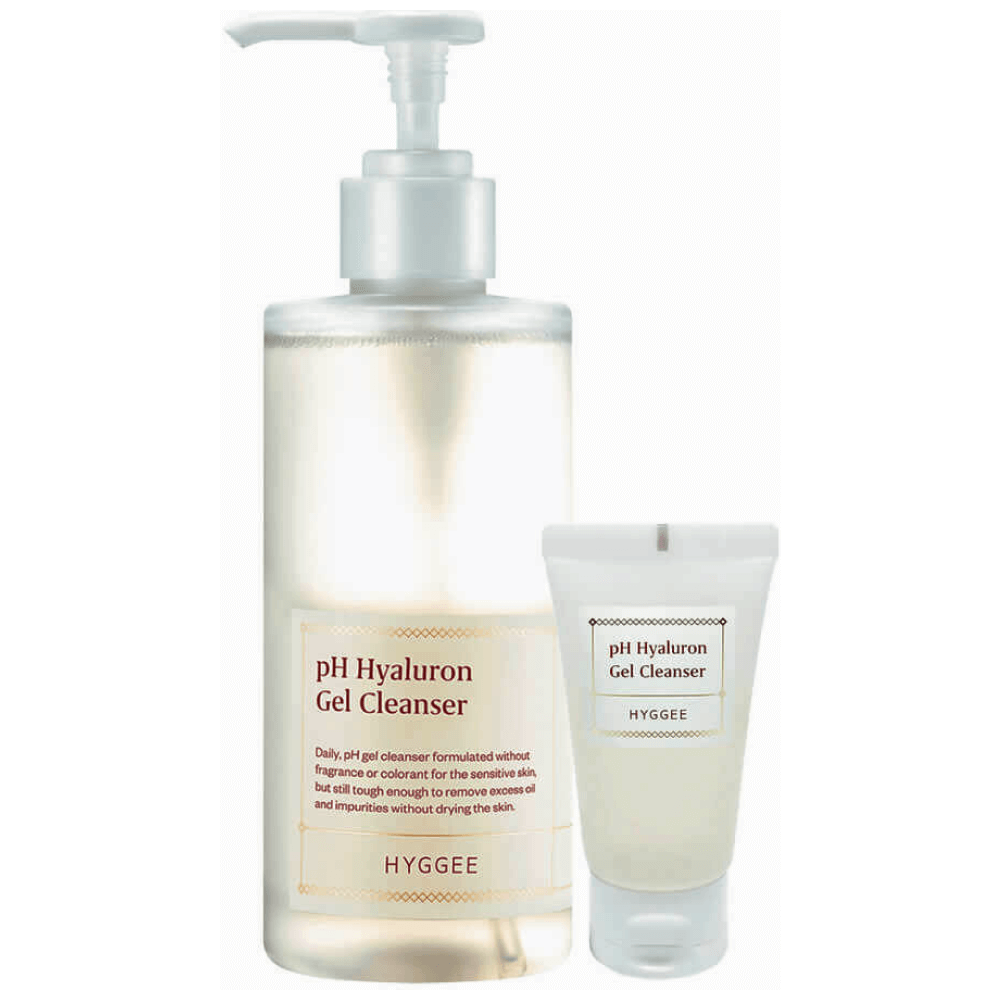 pH Hyaluron
Gel Cleanser
Daily, pH gel cleanser formulated without
fragrance or colorant for the sensitive skin,
but still tough enough to remove excess oil
and impurities without drying the skin.
HYGGEE
pH Hyaluron
Gel Cleanser
HYGGEE